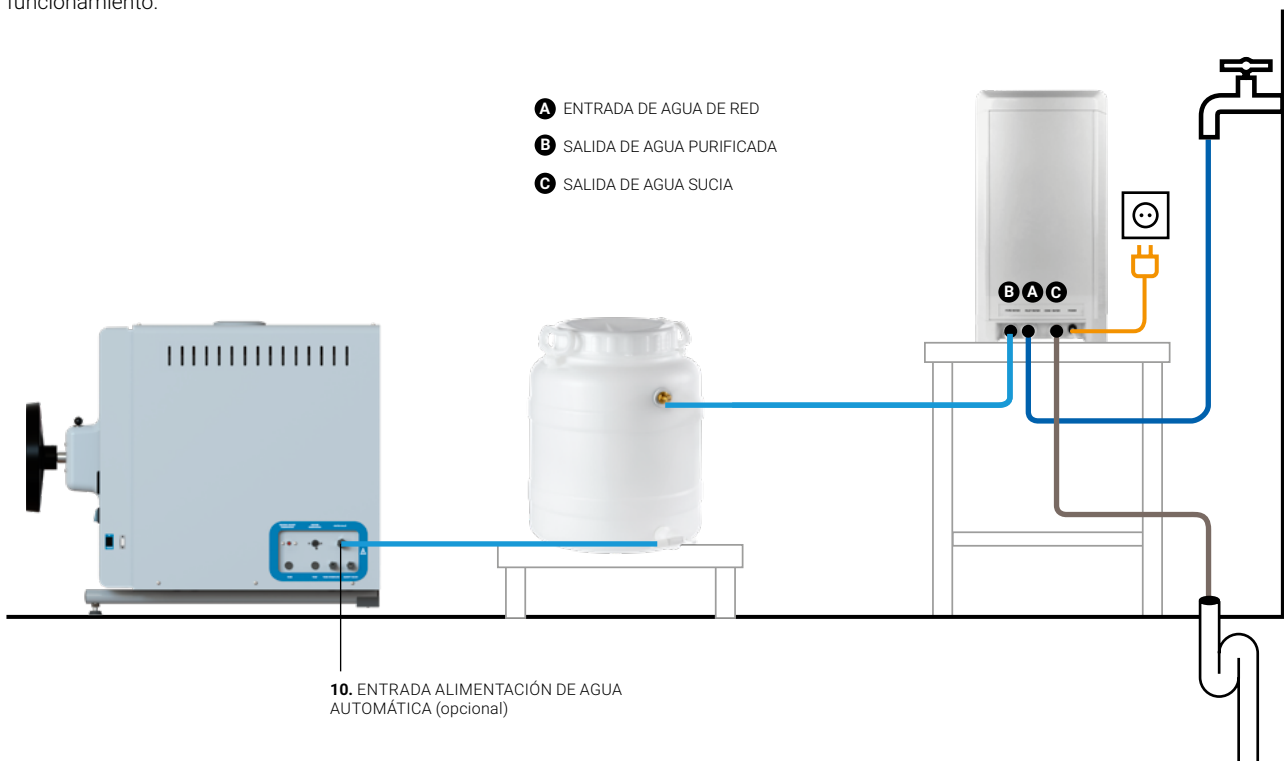 funcionamiento.
A ENTRADA DE AGUA DE RED
B SALIDA DE AGUA PURIFICADA
C SALIDA DE AGUA SUCIA
B A C
10. ENTRADA ALIMENTACIÓN DE AGUA
AUTOMÁTICA (opcional)